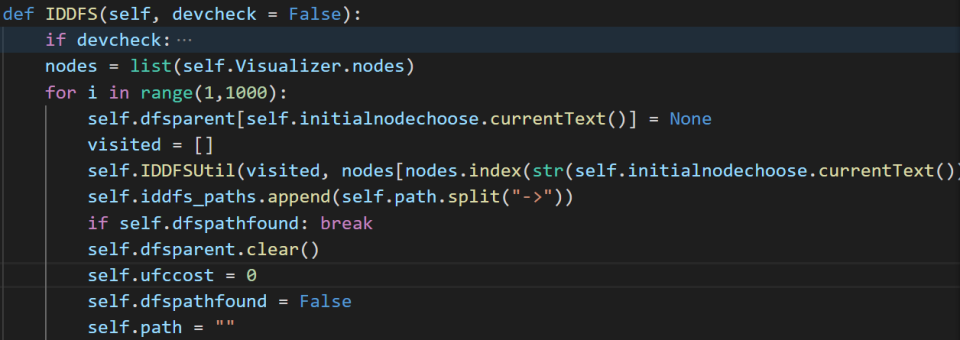 def IDDFS(self, devcheck = False):
    if devcheck:···
    nodes = list(self.Visualizer.nodes)
    for i in range(1,1000):
        self.dfsparent[self.initialnodechoose.currentText()] = None
        visited = []
        self.IDDFSUtil(visited, nodes[nodes.index(str(self.initialnodechoose.currentText())
        self.iddfs_paths.append(self.path.split("->"))
        if self.dfspathfound: break
        self.dfsparent.clear()
        self.ufccost = 0
        self.dfspathfound = False
        self.path = ""